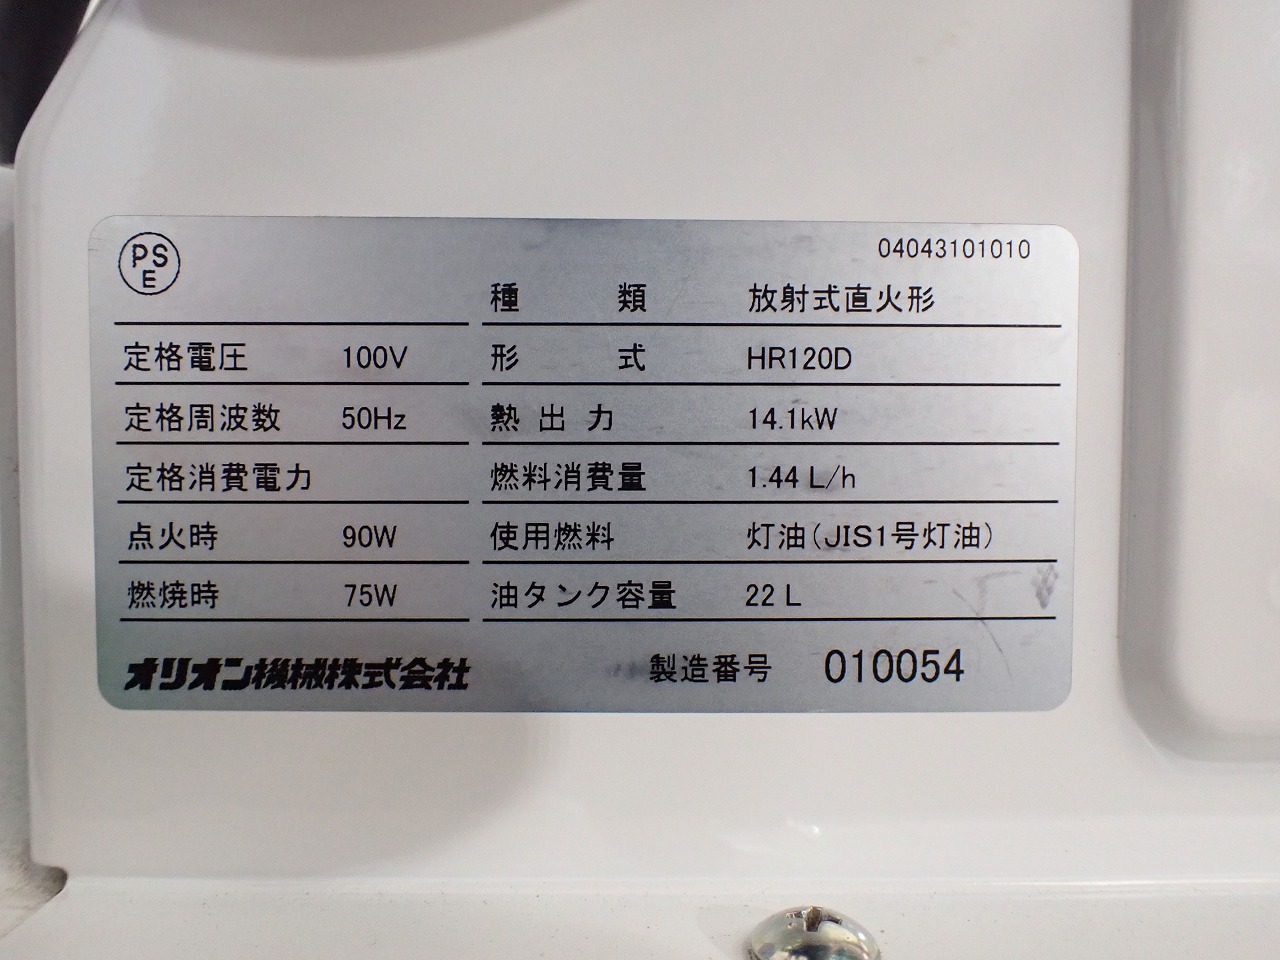 PS
E
04043101010
種類 放射式直火形
定格電圧 100V 形式 HR120D
定格周波数 50Hz 熱出力 14.1kW
定格消費電力 燃料消費量 1.44 L/h
点火時 90W 使用燃料 灯油(JIS1号灯油)
燃焼時 75W 油タンク容量 22 L
オリオン機械株式会社 製造番号 010054